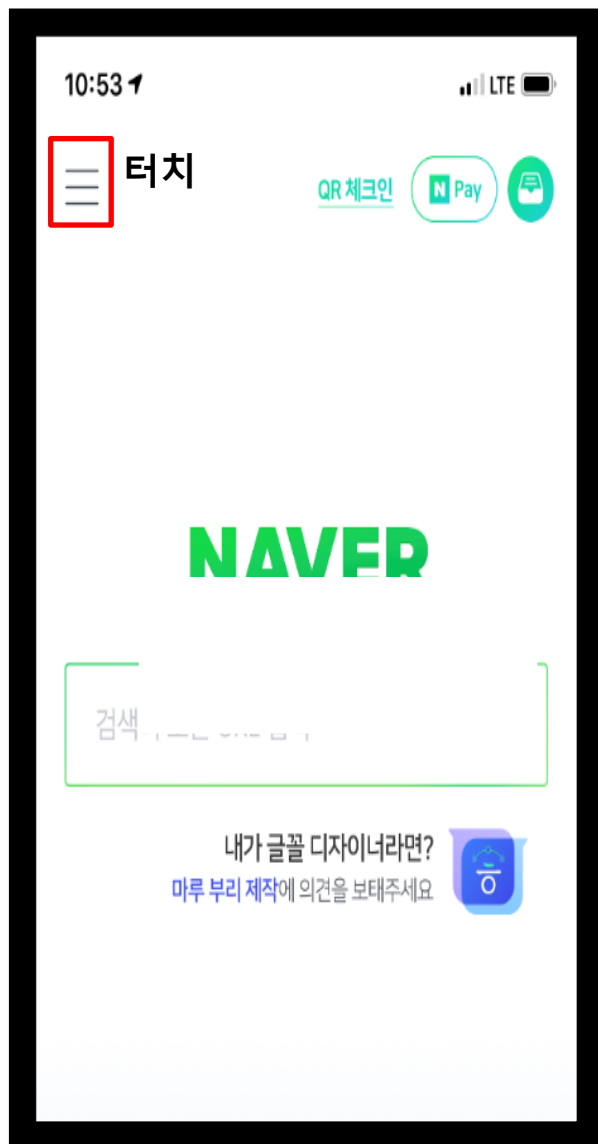 10:53 LTE
터치
QR 체크인 N Pay
NAVER
검색
내가 글꼴 디자이너라면?
마루 부리 제작에 의견을 보태주세요
승